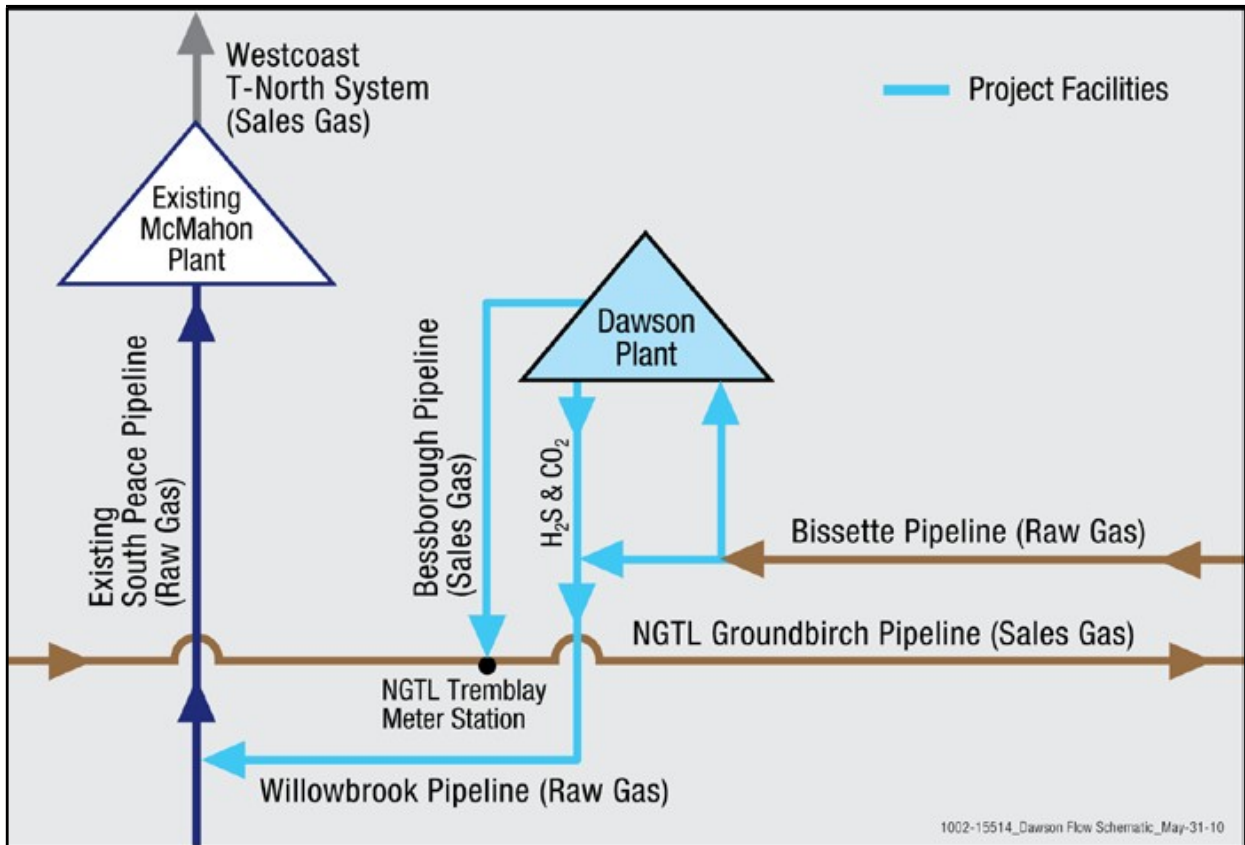 Westcoast
T-North System
(Sales Gas)
Project Facilities
Existing
McMahon
Plant
Dawson
Plant
Existing
South Peace Pipeline
(Raw Gas)
Bessborough Pipeline
(Sales Gas)
H₂S & CO₂
Bissette Pipeline (Raw Gas)
NGTL Groundbirch Pipeline (Sales Gas)
NGTL Tremblay
Meter Station
Willowbrook Pipeline (Raw Gas)
1002-15514_Dawson Flow Schematic_May-31-10